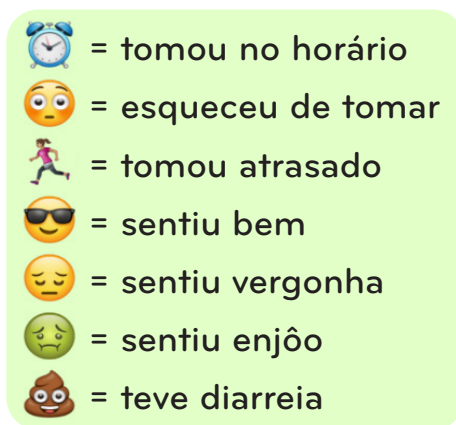 ⏰ = tomou no horário
😳 = esqueceu de tomar
🏃🏽‍♀️ = tomou atrasado
😎 = sentiu bem
😔 = sentiu vergonha
🤢 = sentiu enjôo
💩 = teve diarreia